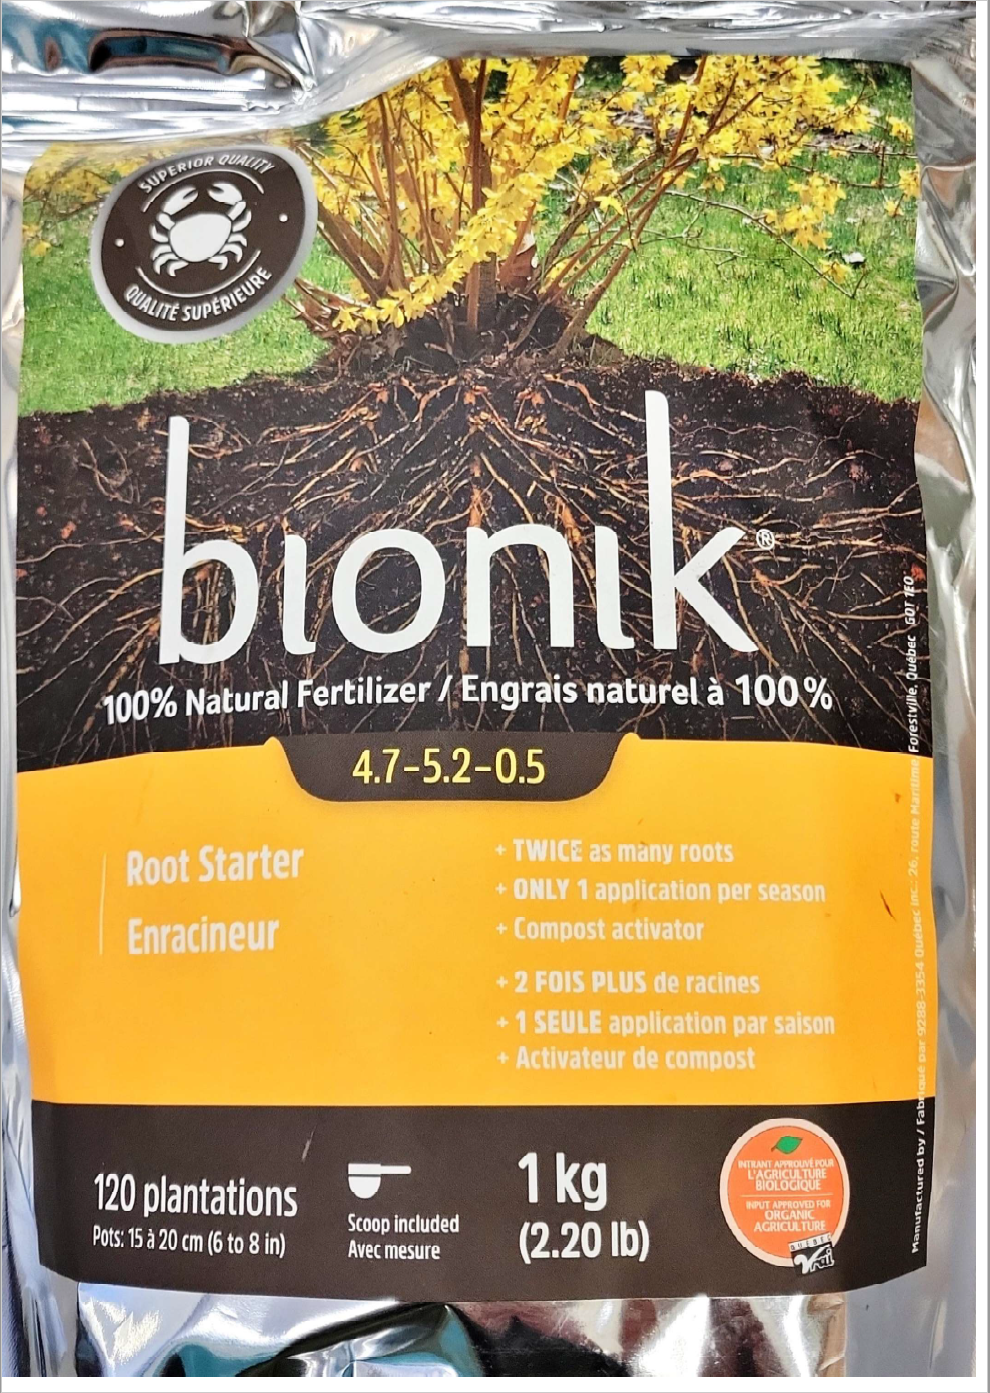 SUPERIOR QUALITY
QUALITÉ SUPÉRIEURE
bionik®
100% Natural Fertilizer / Engrais naturel à 100%
4.7-5.2-0.5
Root Starter
Enracineur
+ TWICE as many roots
+ ONLY 1 application per season
+ Compost activator
+ 2 FOIS PLUS de racines
+ 1 SEULE application par saison
+ Activateur de compost
120 plantations
Pots: 15 à 20 cm (6 to 8 in)
Scoop included
Avec mesure
1 kg
(2.20 lb)
INTRANT APPROUVÉ POUR
L'AGRICULTURE
BIOLOGIQUE
INPUT APPROVED FOR
ORGANIC
AGRICULTURE
QUÉBEC
Vrai
Manufactured by / Fabriqué par 9288-3354 Québec inc. 26, route Maritime, Forestville, Québec G0T 1E0